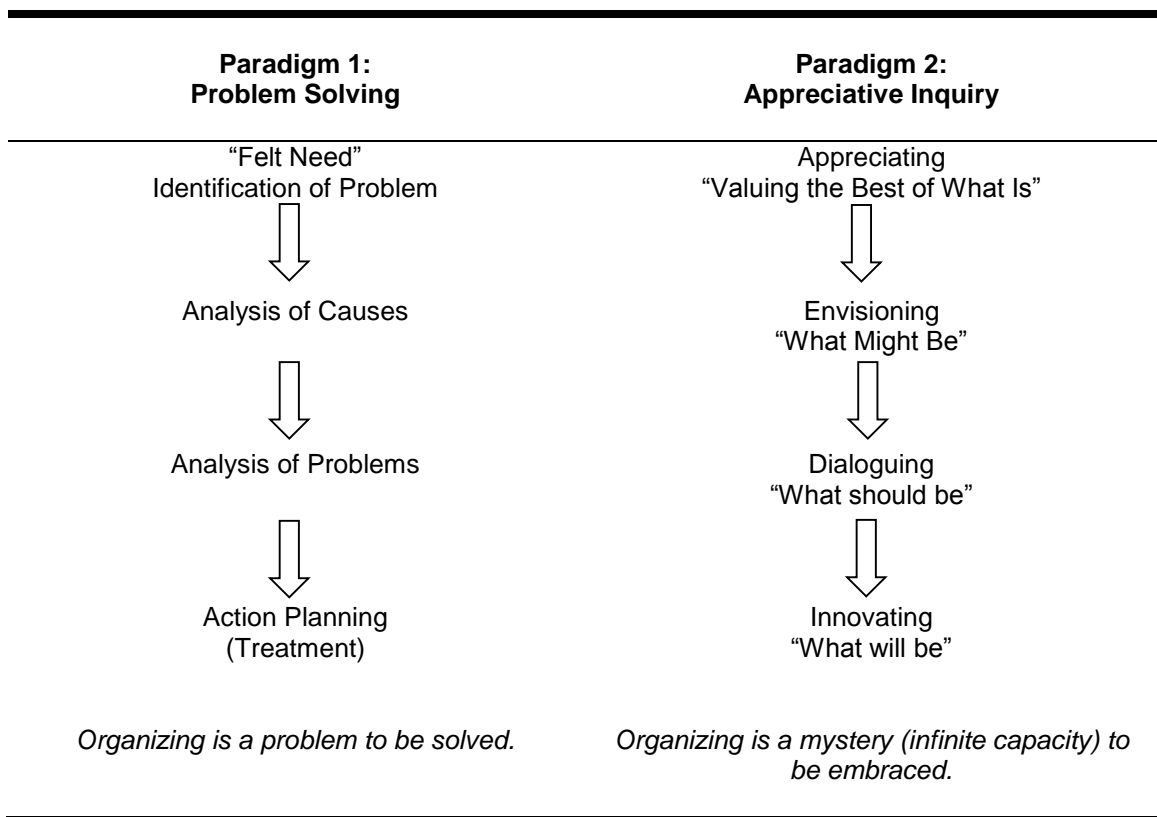 Paradigm 1:
Problem Solving
“Felt Need”
Identification of Problem
Analysis of Causes
Analysis of Problems
Action Planning
(Treatment)
Organizing is a problem to be solved.
Paradigm 2:
Appreciative Inquiry
Appreciating
“Valuing the Best of What Is”
Envisioning
“What Might Be”
Dialoguing
“What should be”
Innovating
“What will be”
Organizing is a mystery (infinite capacity) to
be embraced.